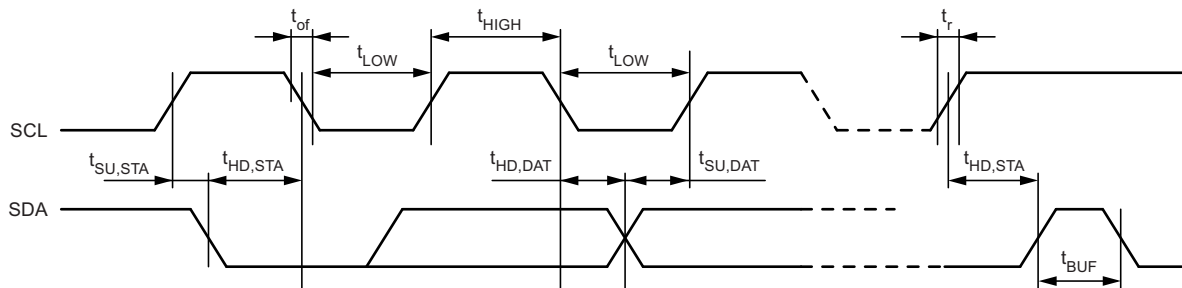 t_of
t_HIGH
t_r
t_LOW
t_LOW
SCL
t_SU,STA
t_HD,STA
t_HD,DAT
t_SU,DAT
t_HD,STA
SDA
t_BUF